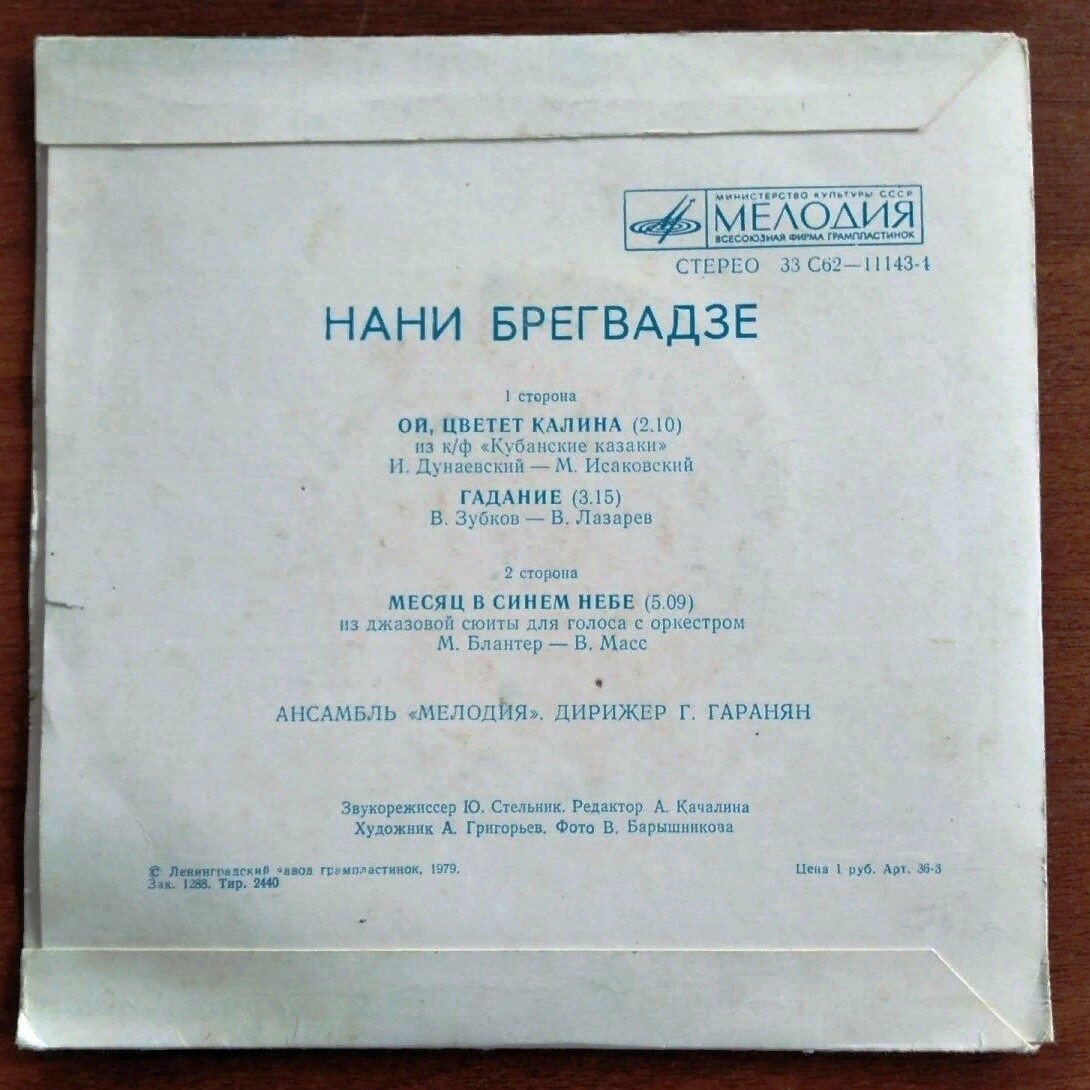 МИНИСТЕРСТВО КУЛЬТУРЫ СССР
МЕЛОДИЯ
ВСЕСОЮЗНАЯ ФИРМА ГРАМПЛАСТИНОК
СТЕРЕО 33 С62—11143-4
НАНИ БРЕГВАДЗЕ
1 сторона
ОЙ, ЦВЕТЕТ КАЛИНА (2.10)
из к/ф «Кубанские казаки»
И. Дунаевский — М. Исаковский
ГАДАНИЕ (3.15)
В. Зубков — В. Лазарев
2 сторона
МЕСЯЦ В СИНЕМ НЕБЕ (5.09)
из джазовой сюиты для голоса с оркестром
М. Блантер — В. Масс
АНСАМБЛЬ «МЕЛОДИЯ». ДИРИЖЕР Г. ГАРАНЯН
Звукорежиссер Ю. Стельник. Редактор А. Качалина
Художник А. Григорьев. Фото В. Барышникова
© Ленинградский завод грампластинок, 1979.
Зак. 1288. Тир. 2440
Цена 1 руб. Арт. 36-3